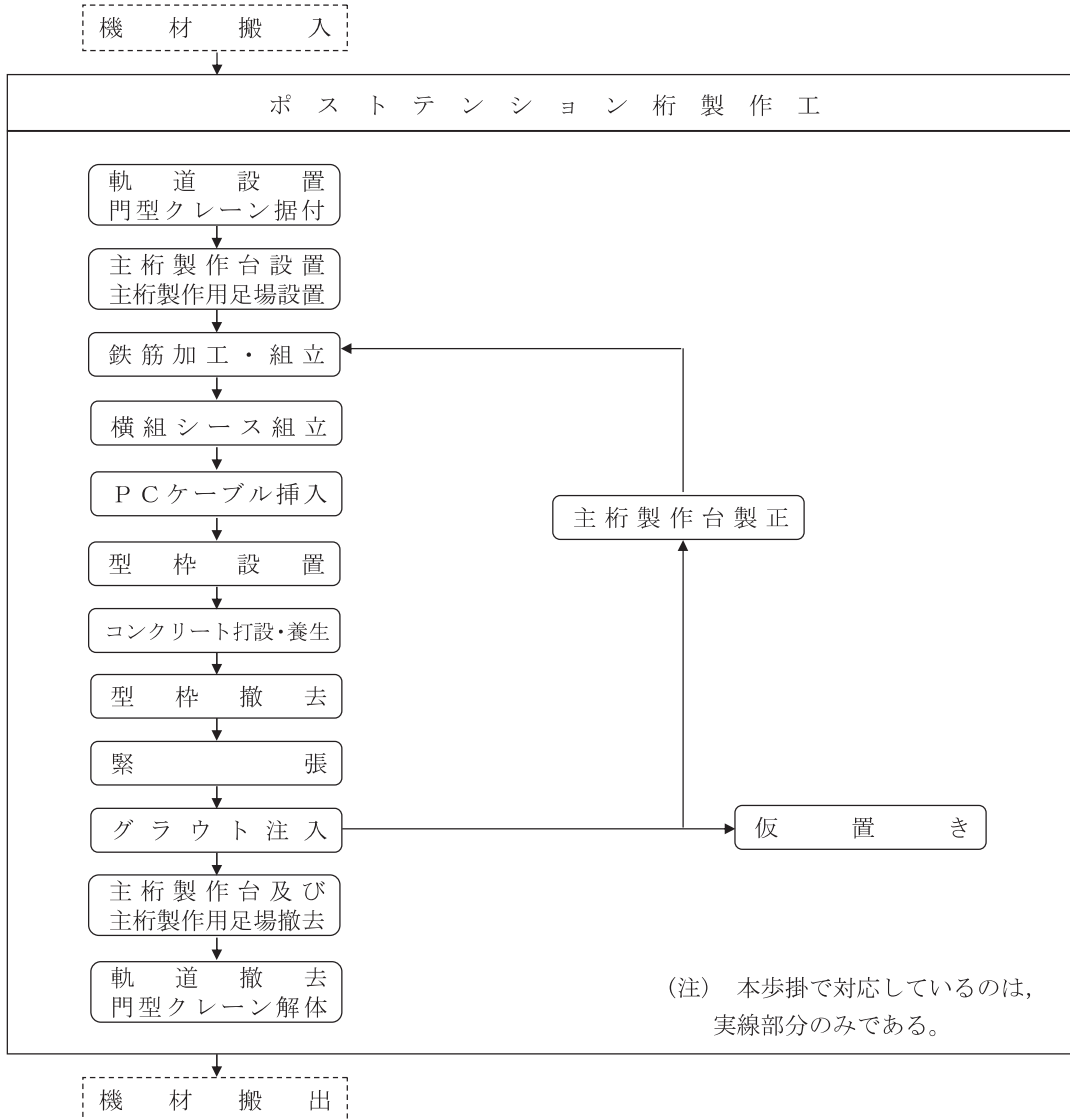 機材搬入
ポストテンション桁製作工
軌道設置
門型クレーン据付
主桁製作台設置
主桁製作用足場設置
鉄筋加工・組立
横組シース組立
PCケーブル挿入
主桁製作台製正
型枠設置
コンクリート打設・養生
型枠撤去
緊張
グラウト注入
仮置き
主桁製作台及び
主桁製作用足場撤去
軌道撤去
門型クレーン解体
(注) 本歩掛で対応しているのは,
実線部分のみである。
機材搬出